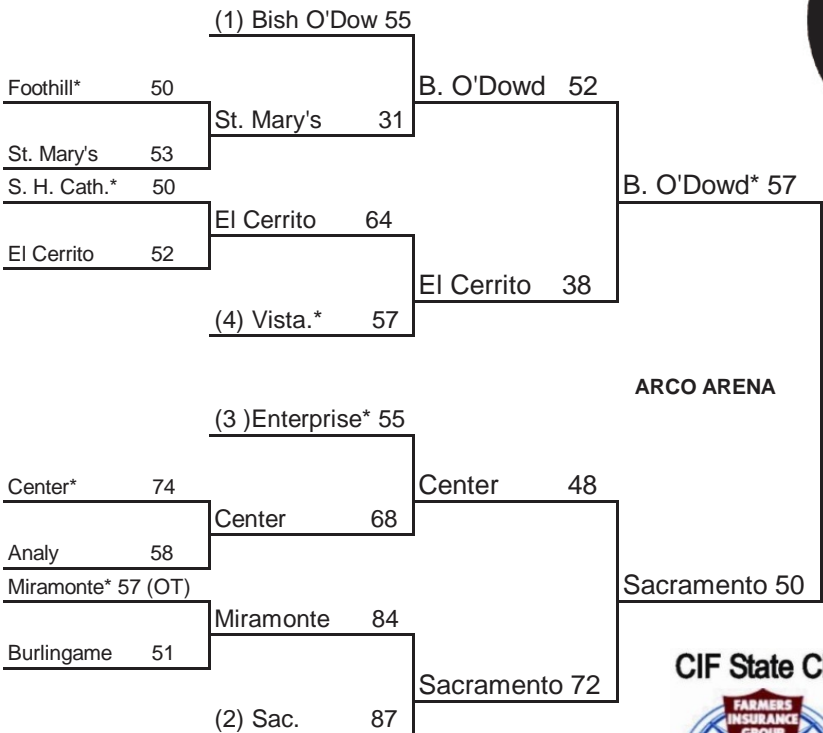 (1) Bish O'Dow 55
Foothill* 50
B. O'Dowd 52
St. Mary's 31
St. Mary's 53
S. H. Cath.* 50
B. O'Dowd* 57
El Cerrito 64
El Cerrito 52
El Cerrito 38
(4) Vista.* 57
ARCO ARENA
(3 )Enterprise* 55
Center* 74
Center 48
Center 68
Analy 58
Miramonte* 57 (OT)
Sacramento 50
Miramonte 84
Burlingame 51
CIF State C
Sacramento 72
(2) Sac. 87
FARMERS
INSURANCE
GROUP